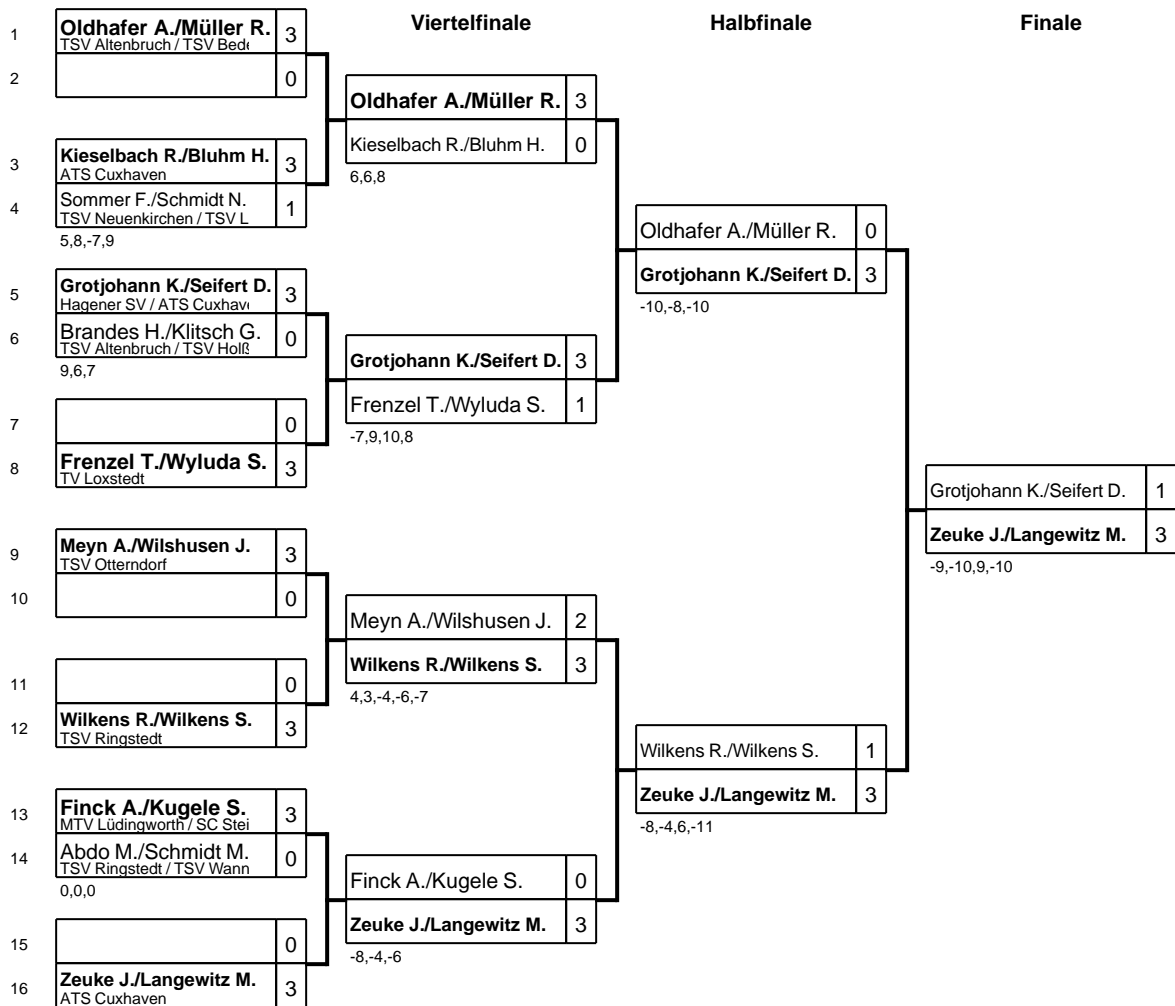 Viertelfinale Halbfinale Finale
1 Oldhafer A./Müller R. 3
TSV Altenbruch / TSV Bede
2 0
3 Kieselbach R./Bluhm H. 3
ATS Cuxhaven
4 Sommer F./Schmidt N. 1
TSV Neuenkirchen / TSV L
5,8,-7,9
5 Grotjohann K./Seifert D. 3
Hagener SV / ATS Cuxhave
6 Brandes H./Klitsch G. 0
TSV Altenbruch / TSV Holß
9,6,7
7 0
8 Frenzel T./Wyluda S. 3
TV Loxstedt
9 Meyn A./Wilshusen J. 3
TSV Otterndorf
10 0
11 0
12 Wilkens R./Wilkens S. 3
TSV Ringstedt
13 Finck A./Kugele S. 3
MTV Lüdingworth / SC Stei
14 Abdo M./Schmidt M. 0
TSV Ringstedt / TSV Wann
0,0,0
15 0
16 Zeuke J./Langewitz M. 3
ATS Cuxhaven
Oldhafer A./Müller R. 3
Kieselbach R./Bluhm H. 0
6,6,8
Grotjohann K./Seifert D. 3
Frenzel T./Wyluda S. 1
-7,9,10,8
Meyn A./Wilshusen J. 2
Wilkens R./Wilkens S. 3
4,3,-4,-6,-7
Finck A./Kugele S. 0
Zeuke J./Langewitz M. 3
-8,-4,-6
Oldhafer A./Müller R. 0
Grotjohann K./Seifert D. 3
-10,-8,-10
Wilkens R./Wilkens S. 1
Zeuke J./Langewitz M. 3
-8,-4,6,-11
Grotjohann K./Seifert D. 1
Zeuke J./Langewitz M. 3
-9,-10,9,-10